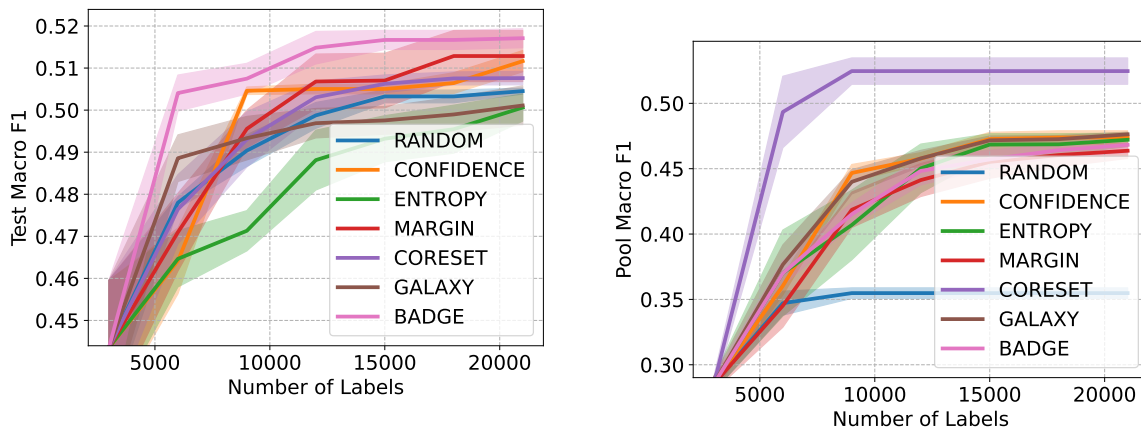 0.52
0.51
0.50
0.49
0.48
0.47
0.46
0.45
Test Macro F1
5000 10000 15000 20000
Number of Labels
RANDOM
CONFIDENCE
ENTROPY
MARGIN
CORESET
GALAXY
BADGE
0.50
0.45
0.40
0.35
0.30
Pool Macro F1
5000 10000 15000 20000
Number of Labels
RANDOM
CONFIDENCE
ENTROPY
MARGIN
CORESET
GALAXY
BADGE